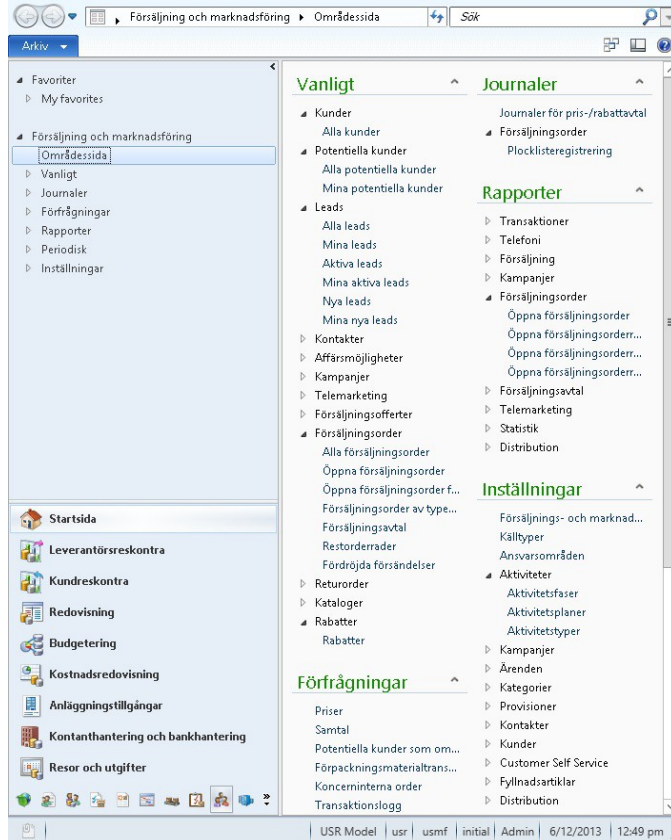 Försäljning och marknadsföring Områdessida
Sök
Arkiv
Favoriter
My favorites
Försäljning och marknadsföring
Områdessida
Vanligt
Journaler
Förfrågningar
Rapporter
Periodisk
Inställningar
Startsida
Leverantörsreskontra
Kundreskontra
Redovisning
Budgetering
Kostnadsredovisning
Anläggningstillgångar
Kontanthantering och bankhantering
Resor och utgifter
Vanligt
Kunder
Alla kunder
Potentiella kunder
Alla potentiella kunder
Mina potentiella kunder
Leads
Alla leads
Mina leads
Aktiva leads
Mina aktiva leads
Nya leads
Mina nya leads
Kontakter
Affärsmöjligheter
Kampanjer
Telemarketing
Försäljningsofferter
Försäljningsorder
Alla försäljningsorder
Öppna försäljningsorder
Öppna försäljningsorder f...
Försäljningsorder av type...
Försäljningsavtal
Restorderrader
Fördröjda försändelser
Returorder
Kataloger
Rabatter
Rabatter
Förfrågningar
Priser
Samtal
Potentiella kunder som om...
Förpackningsmaterialtrans...
Koncerninterna order
Transaktionslogg
Journaler
Journaler för pris-/rabattavtal
Försäljningsorder
Plocklisteregistrering
Rapporter
Transaktioner
Telefoni
Försäljning
Kampanjer
Försäljningsorder
Öppna försäljningsorder
Öppna försäljningsorderr...
Öppna försäljningsorderr...
Öppna försäljningsorderr...
Försäljningsavtal
Telemarketing
Statistik
Distribution
Inställningar
Försäljnings- och marknad...
Källtyper
Ansvarsområden
Aktiviteter
Aktivitetsfaser
Aktivitetsplaner
Aktivitetstyper
Kampanjer
Ärenden
Kategorier
Provisioner
Kontakter
Kunder
Customer Self Service
Fyllnadsartiklar
Distribution
USR Model usr usmf initial Admin 6/12/2013 12:49 pm